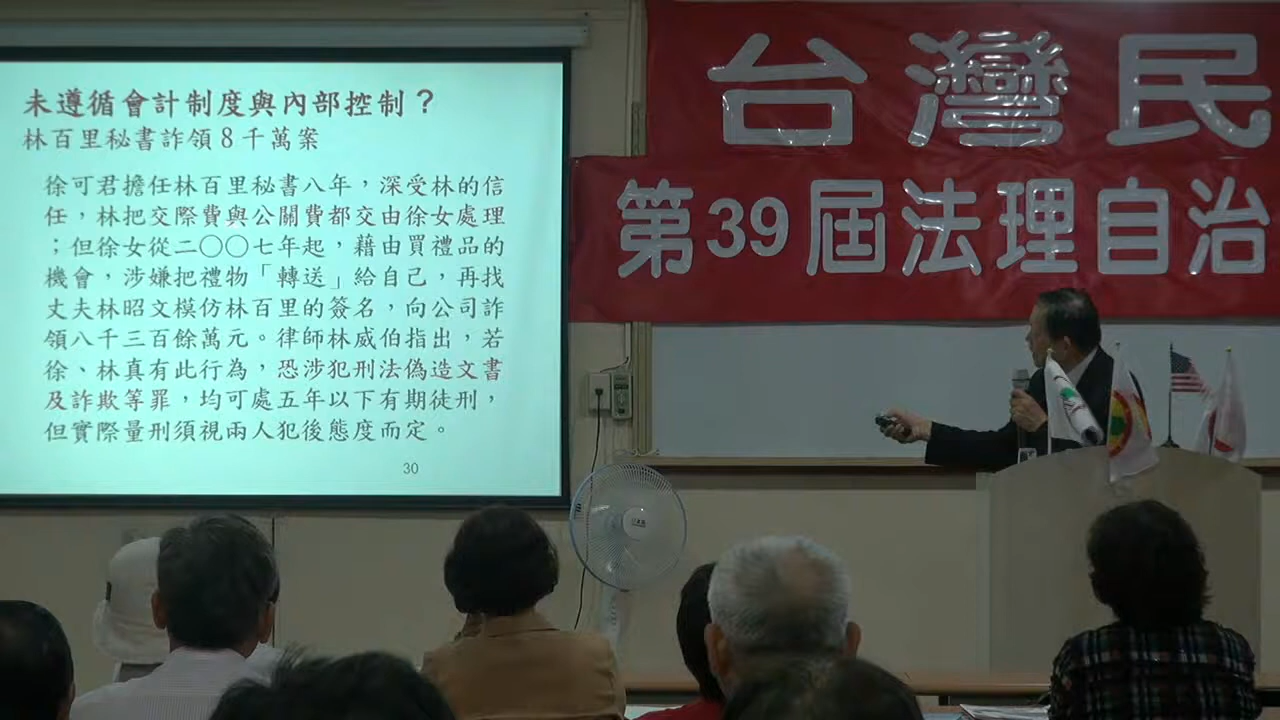 未遵循會計制度與內部控制？
林百里秘書詐領8千萬案
徐可君擔任林百里秘書八年，深受林的信
任，林把交際費與公關費都交由徐女處理
；但徐女從二〇〇七年起，藉由買禮品的
機會，涉嫌把禮物「轉送」給自己，再找
丈夫林昭文模仿林百里的簽名，向公司詐
領八千三百餘萬元。律師林威伯指出，若
徐、林真有此行為，恐涉犯刑法偽造文書
及詐欺等罪，均可處五年以下有期徒刑，
但實際量刑須視兩人犯後態度而定。
30
台灣民
第39屆法理自治